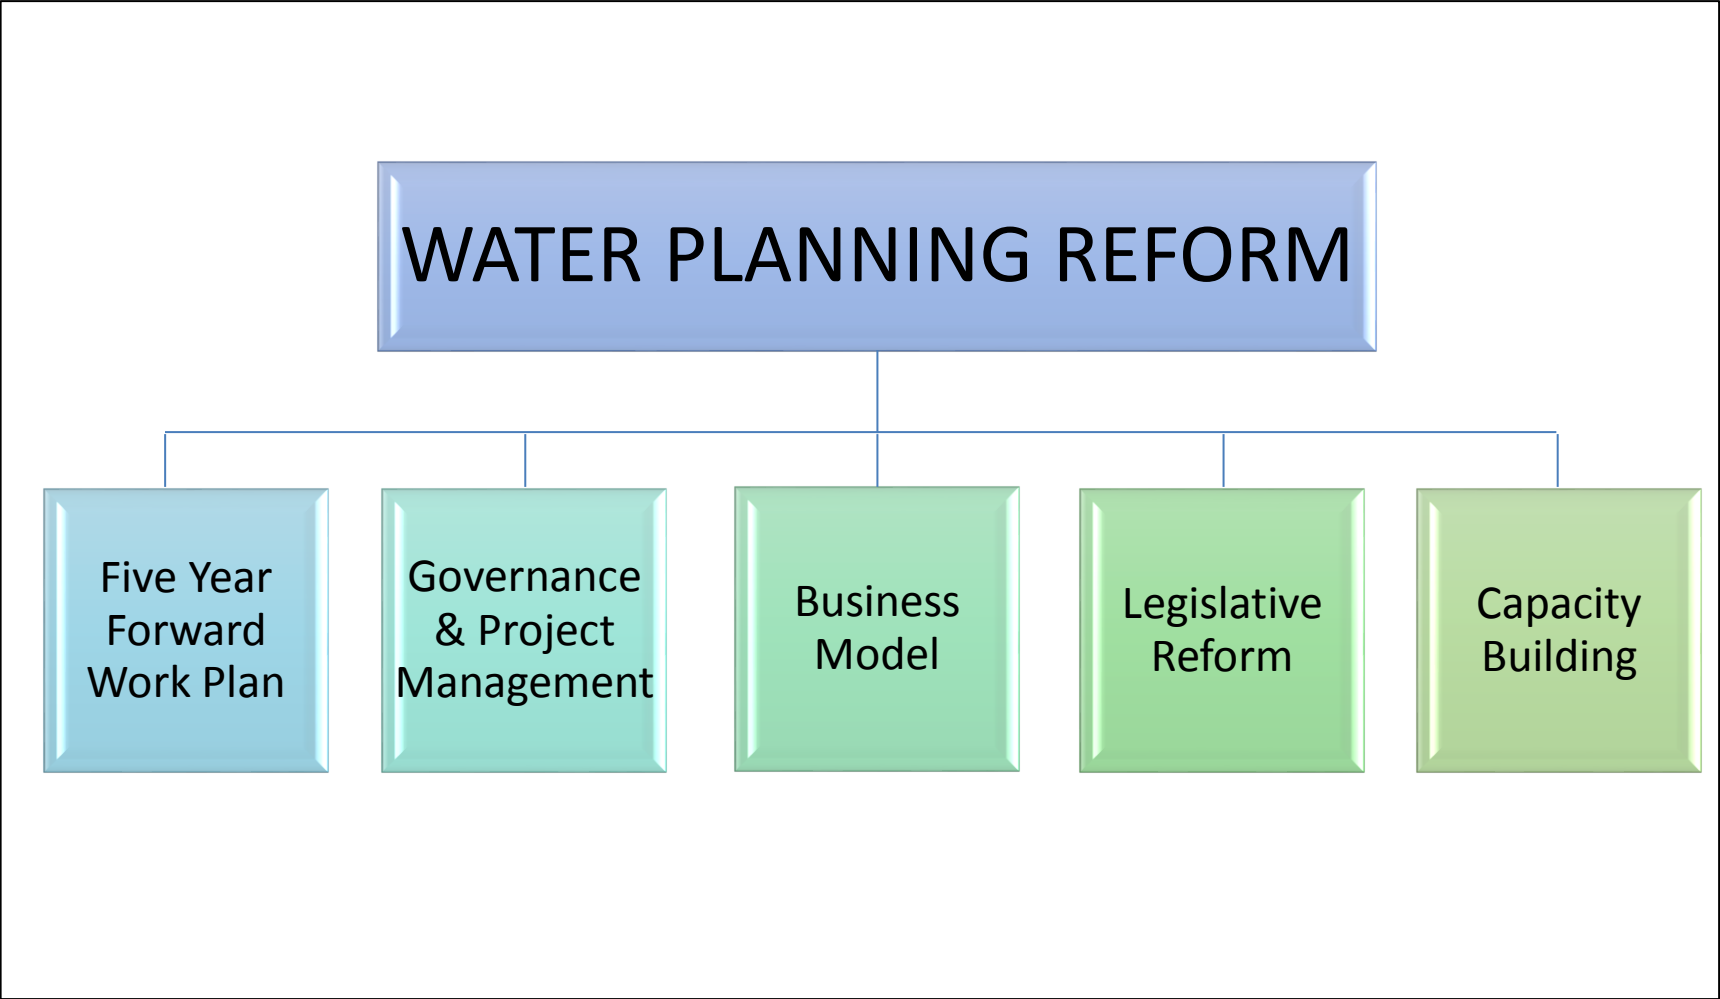 WATER PLANNING REFORM
Five Year
Forward
Work Plan
Governance
& Project
Management
Business
Model
Legislative
Reform
Capacity
Building